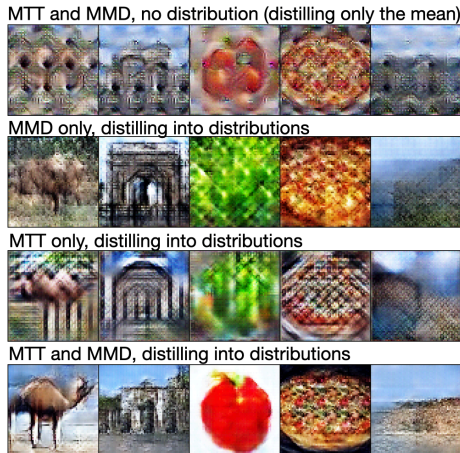 MTT and MMD, no distribution (distilling only the mean)
MMD only, distilling into distributions
MTT only, distilling into distributions
MTT and MMD, distilling into distributions